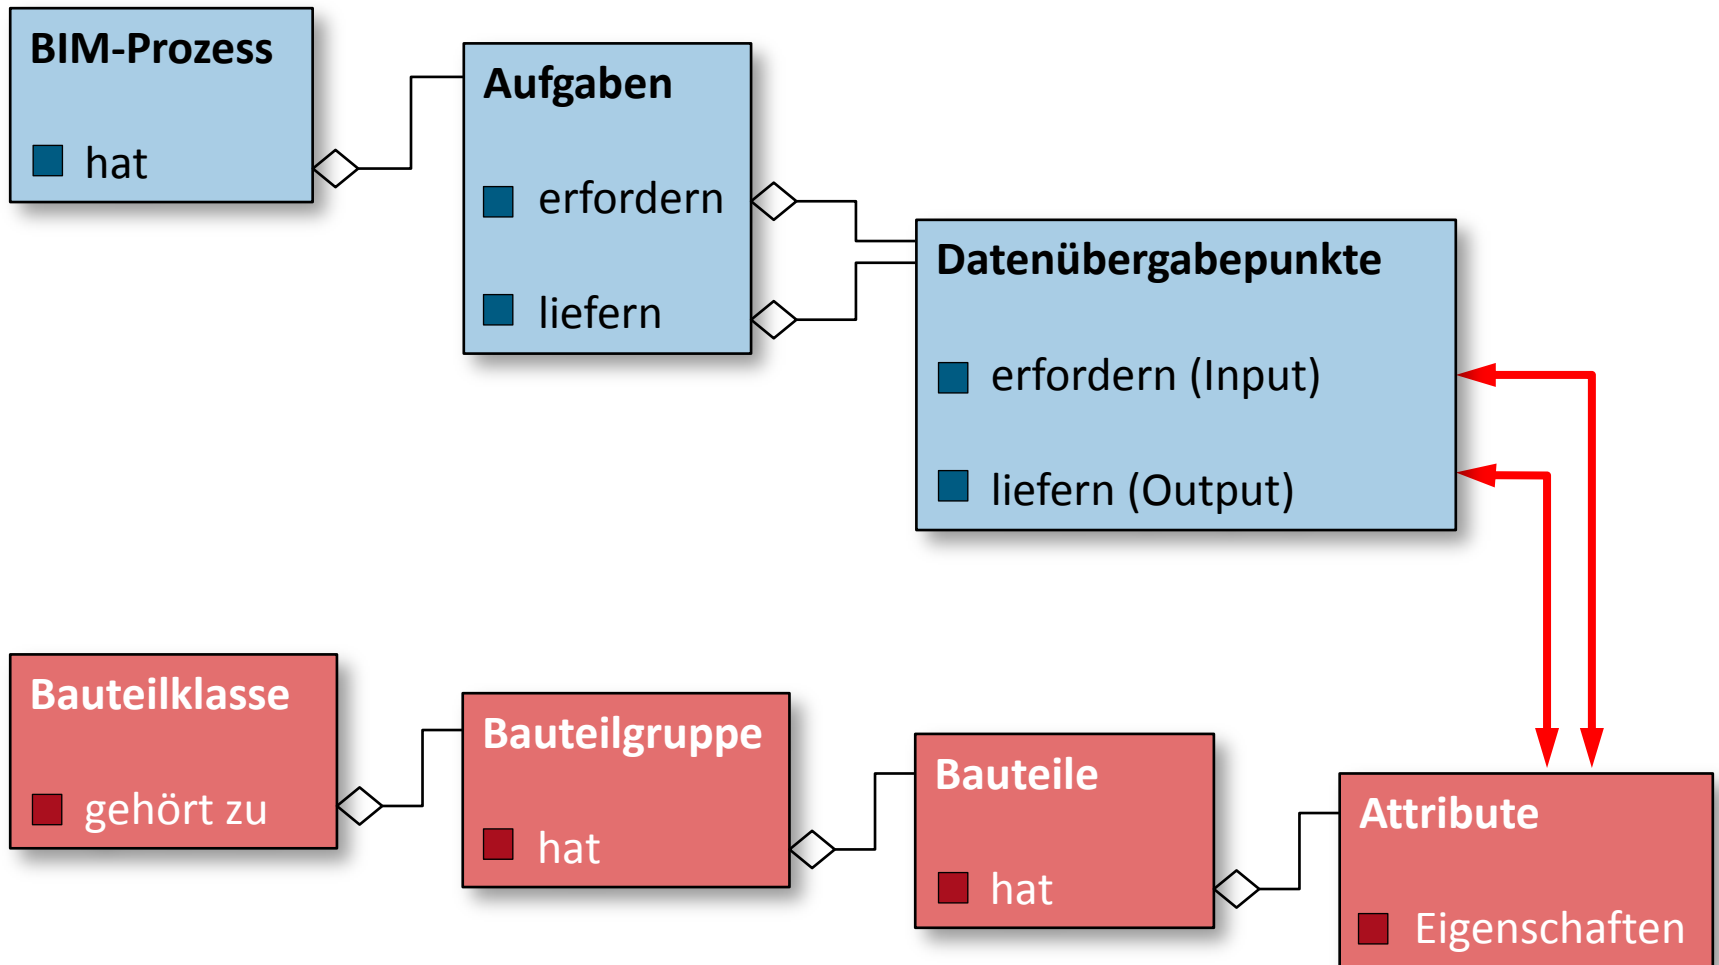 BIM-Prozess
hat
Aufgaben
erfordern
liefern
Datenübergabepunkte
erfordern (Input)
liefern (Output)
Bauteilklasse
gehört zu
Bauteilgruppe
hat
Bauteile
hat
Attribute
Eigenschaften